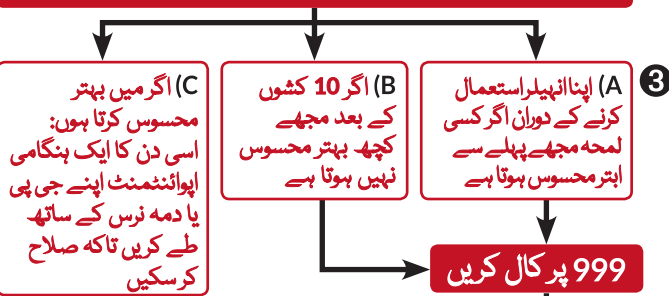 3
A) اپنا انہیلر استعمال
کرنے کے دوران اگر کسی
لمحہ مجھے پہلے سے
ابتر محسوس ہوتا ہے
B) اگر 10 کشوں
کے بعد مجھے
کچھ بہتر محسوس
نہیں ہوتا ہے
C) اگر میں بہتر
محسوس کرتا ہوں:
اسی دن کا ایک ہنگامی
اپوائنٹمنٹ اپنے جی پی
یا دمہ نرس کے ساتھ
طے کریں تاکہ صلاح
کر سکیں
999 پر کال کریں